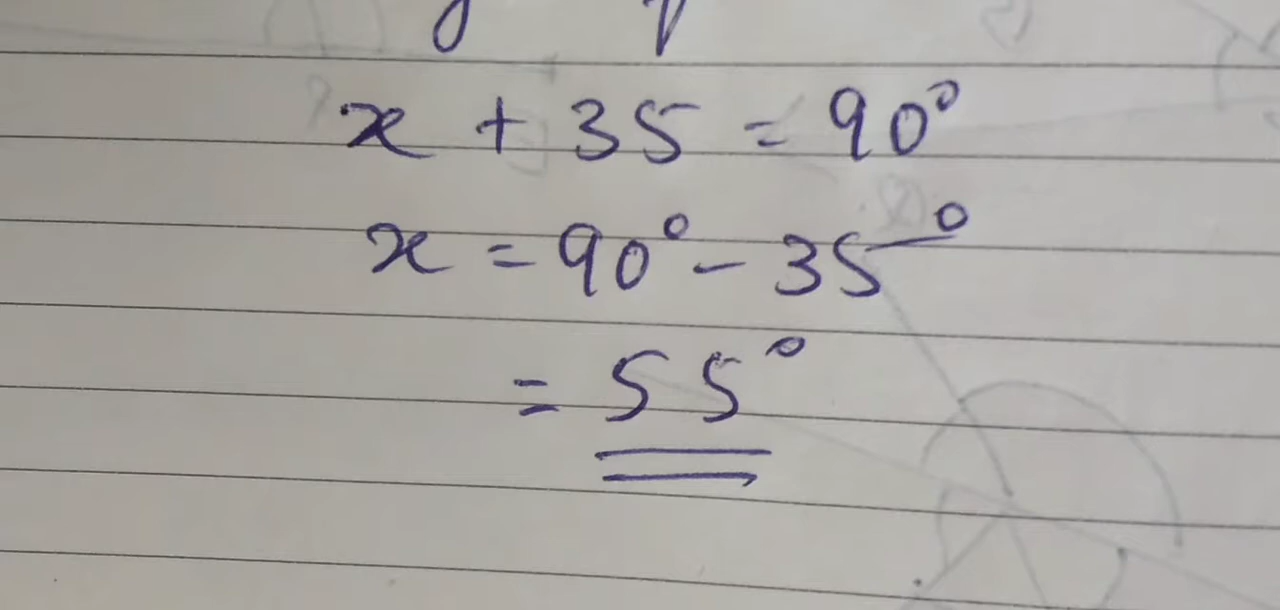 x + 35 = 90°
x = 90° - 35°
= 55°